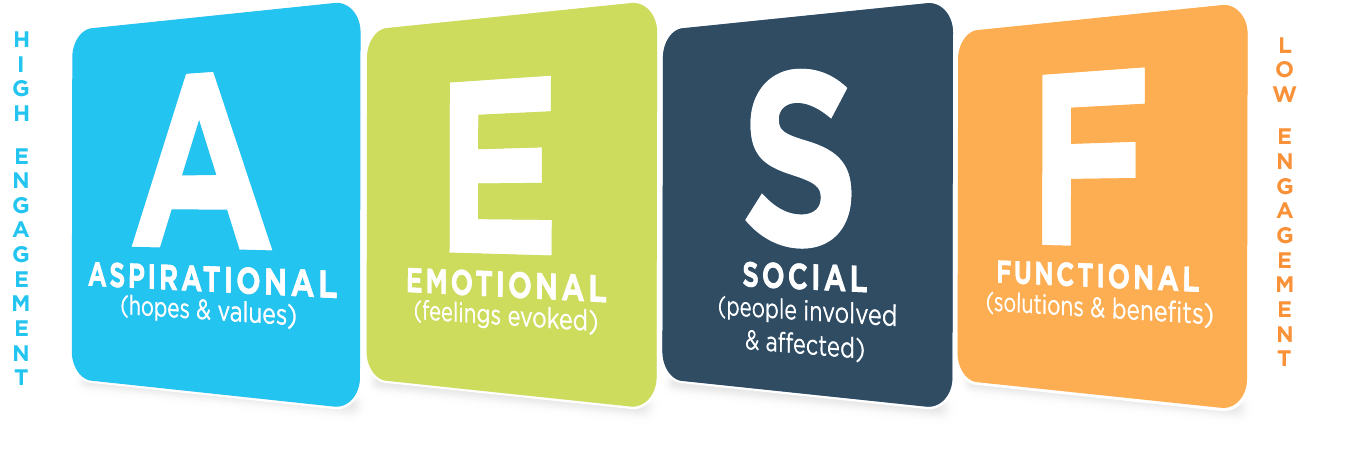 HIGH ENGAGEMENT
A
ASPIRATIONAL
(hopes & values)
E
EMOTIONAL
(feelings evoked)
S
SOCIAL
(people involved
& affected)
F
FUNCTIONAL
(solutions & benefits)
LOW ENGAGEMENT